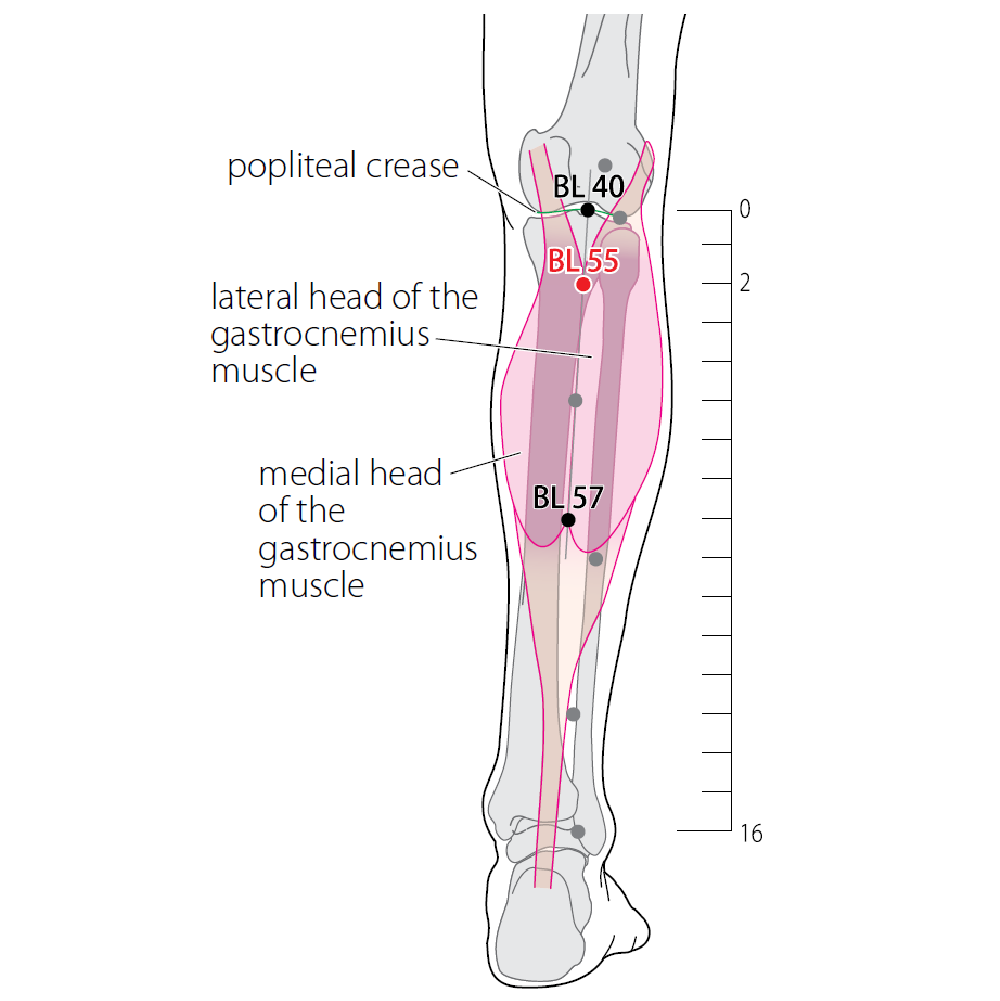 popliteal crease
BL 40
0
BL 55
2
lateral head of the
gastrocnemius
muscle
medial head
of the
gastrocnemius
muscle
BL 57
16